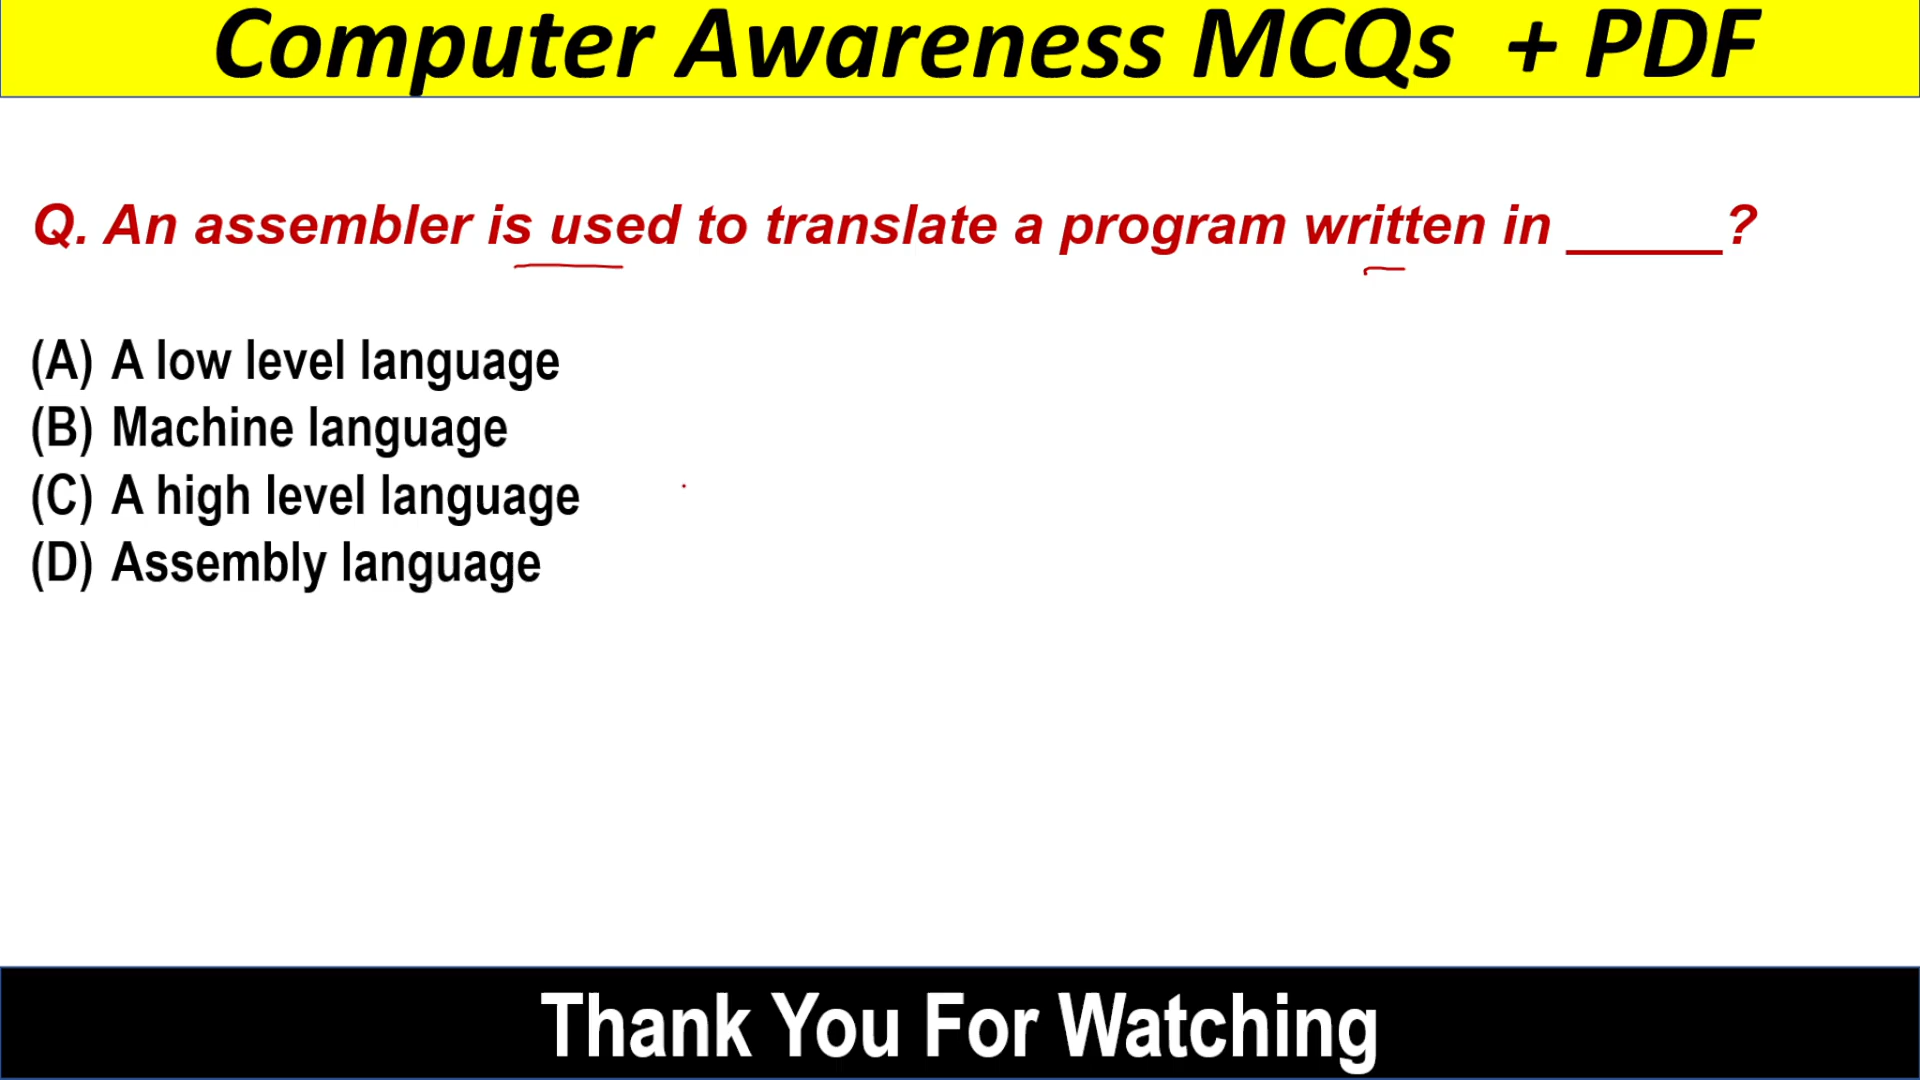 Computer Awareness MCQs + PDF
Q. An assembler is used to translate a program written in _____?
(A) A low level language
(B) Machine language
(C) A high level language
(D) Assembly language
Thank You For Watching